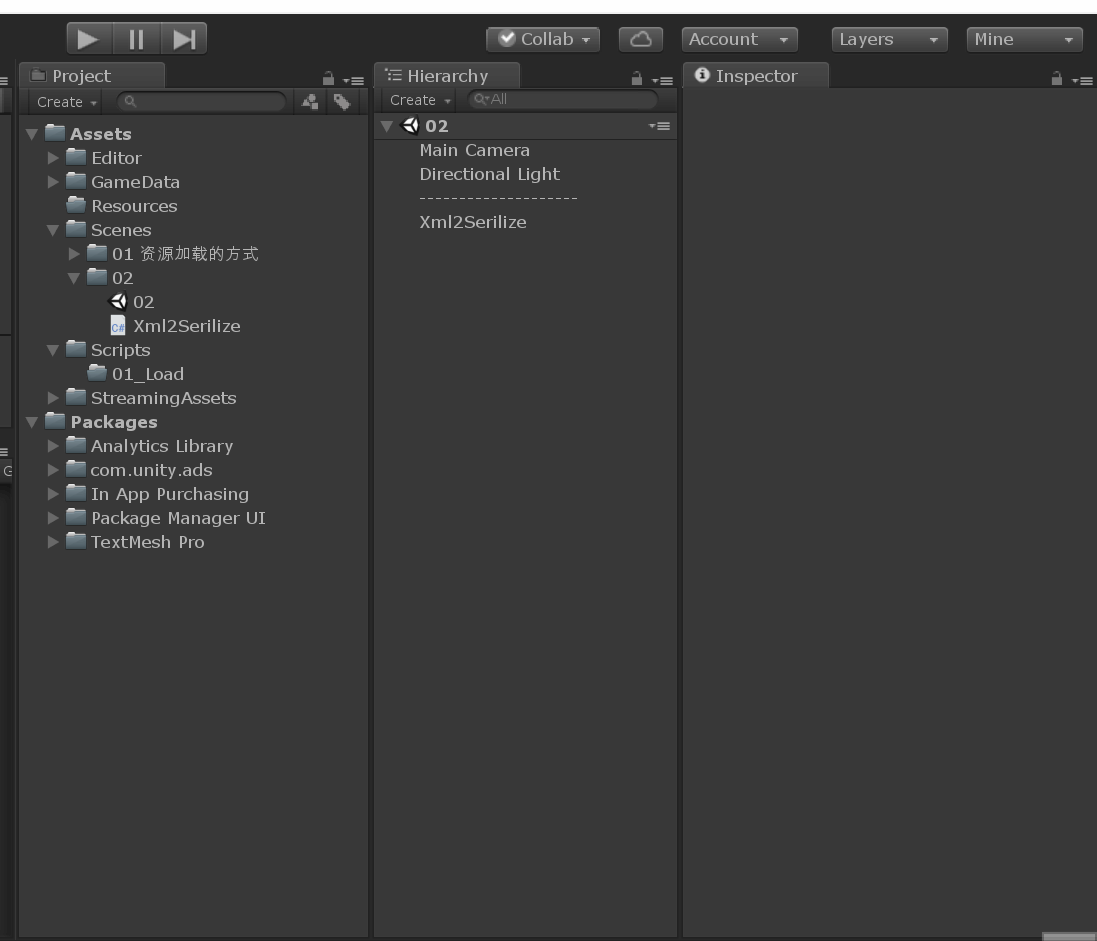 Collab
Account
Layers
Mine
Project
Create
Assets
Editor
GameData
Resources
Scenes
01 资源加载的方式
02
02
C# Xml2Serilize
Scripts
01_Load
StreamingAssets
Packages
Analytics Library
com.unity.ads
In App Purchasing
Package Manager UI
TextMesh Pro
Hierarchy
Create
All
02
Main Camera
Directional Light
--------------------
Xml2Serilize
Inspector